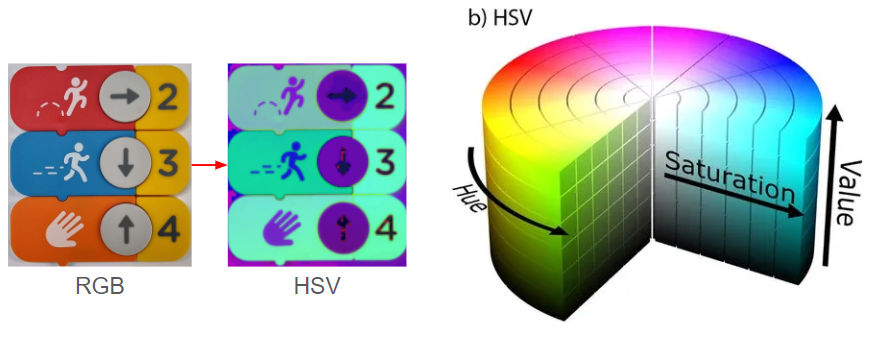 b) HSV
2
3
4
RGB
2
3
4
HSV
Hue
Saturation
Value